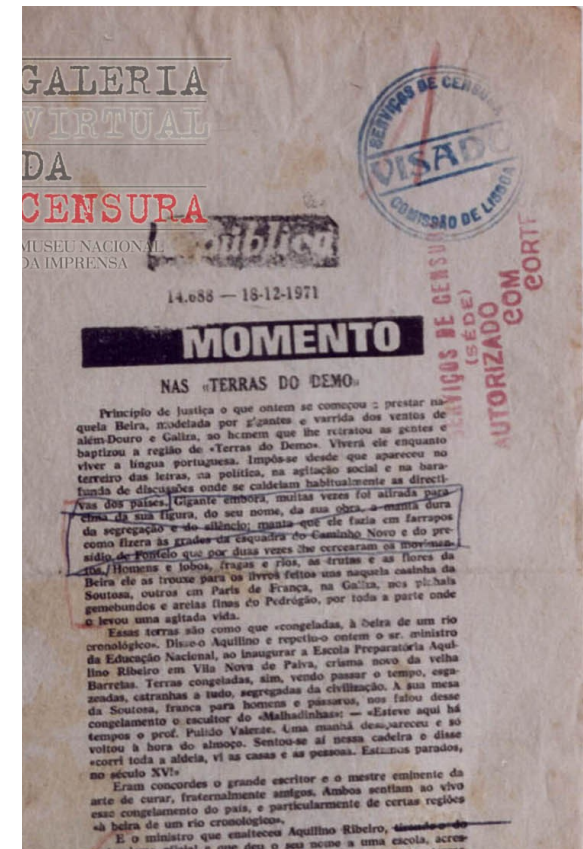 GALERIA
VIRTUAL
DA
CENSURA
MUSEU NACIONAL
DA IMPRENSA
SERVIÇOS DE CENSURA
VISADO
COMISSÃO DE LISBOA
República
SERVIÇOS DE CENSURA
(SÉDE)
AUTORIZADO
COM
CORTE
14.688 — 18-12-1971
MOMENTO
NAS «TERRAS DO DEMO»
Princípio de justiça o que ontem se começou a prestar na-
quela Beira, modelada por gigantes e varrida dos ventos de
além-Douro e Galiza, ao homem que lhe retratou as gentes e
baptizou a região de «Terras do Demo». Viverá ele enquanto
viver a língua portuguesa. Impôs-se desde que apareceu no
terreiro das letras, na política, na agitação social e na bara-
funda de discussões onde se caldeiam habitualmente as directi-
vas dos países. Gigante embora, muitas vezes foi atirada para
cima da sua figura, do seu nome, da sua obra, a manta dura
da segregação e do silêncio; manta que ele fazia em farrapos
como fizera às grades da esquadra do Caminho Novo e do pre-
sídio de Fontelo que por duas vezes lhe cercearam os movimen-
tos. Homens e lobos, fragas e rios, as trutas e as flores da
Beira ele as trouxe para os livros feitos uns naquela casinha da
Soutosa, outros em Paris de França, na Galiza, nos pinhais
gemebundos e areias finas do Pedrógão, por toda a parte onde
o levou uma agitada vida.
Essas terras são como que «congeladas, à beira de um rio
cronológico». Disse-o Aquilino e repetiu-o ontem o sr. ministro
da Educação Nacional, ao inaugurar a Escola Preparatória Aqui-
lino Ribeiro em Vila Nova de Paiva, crisma novo da velha
Barrelas. Terras congeladas, sim, vendo passar o tempo, esga-
zeadas, estranhas a tudo, segregadas da civilização. A sua mesa
da Soutosa, franca para homens e pássaros, nos falou desse
congelamento o escultor do «Malhadinhas»: — «Esteve aqui há
tempos o prof. Pulido Valente. Uma manhã desapareceu e só
voltou à hora do almoço. Sentou-se aí nessa cadeira e disse
«corri toda a aldeia, vi as casas e as pessoas. Estamos parados,
no século XV!»
Eram concordes o grande escritor e o mestre eminente da
arte de curar, fraternalmente amigos. Ambos sentiam ao vivo
esse congelamento do país, e particularmente de certas regiões
«à beira de um rio cronológico».
E o ministro que enalteceu Aquilino Ribeiro,
oficial e que deu o seu nome a uma escola, acres-